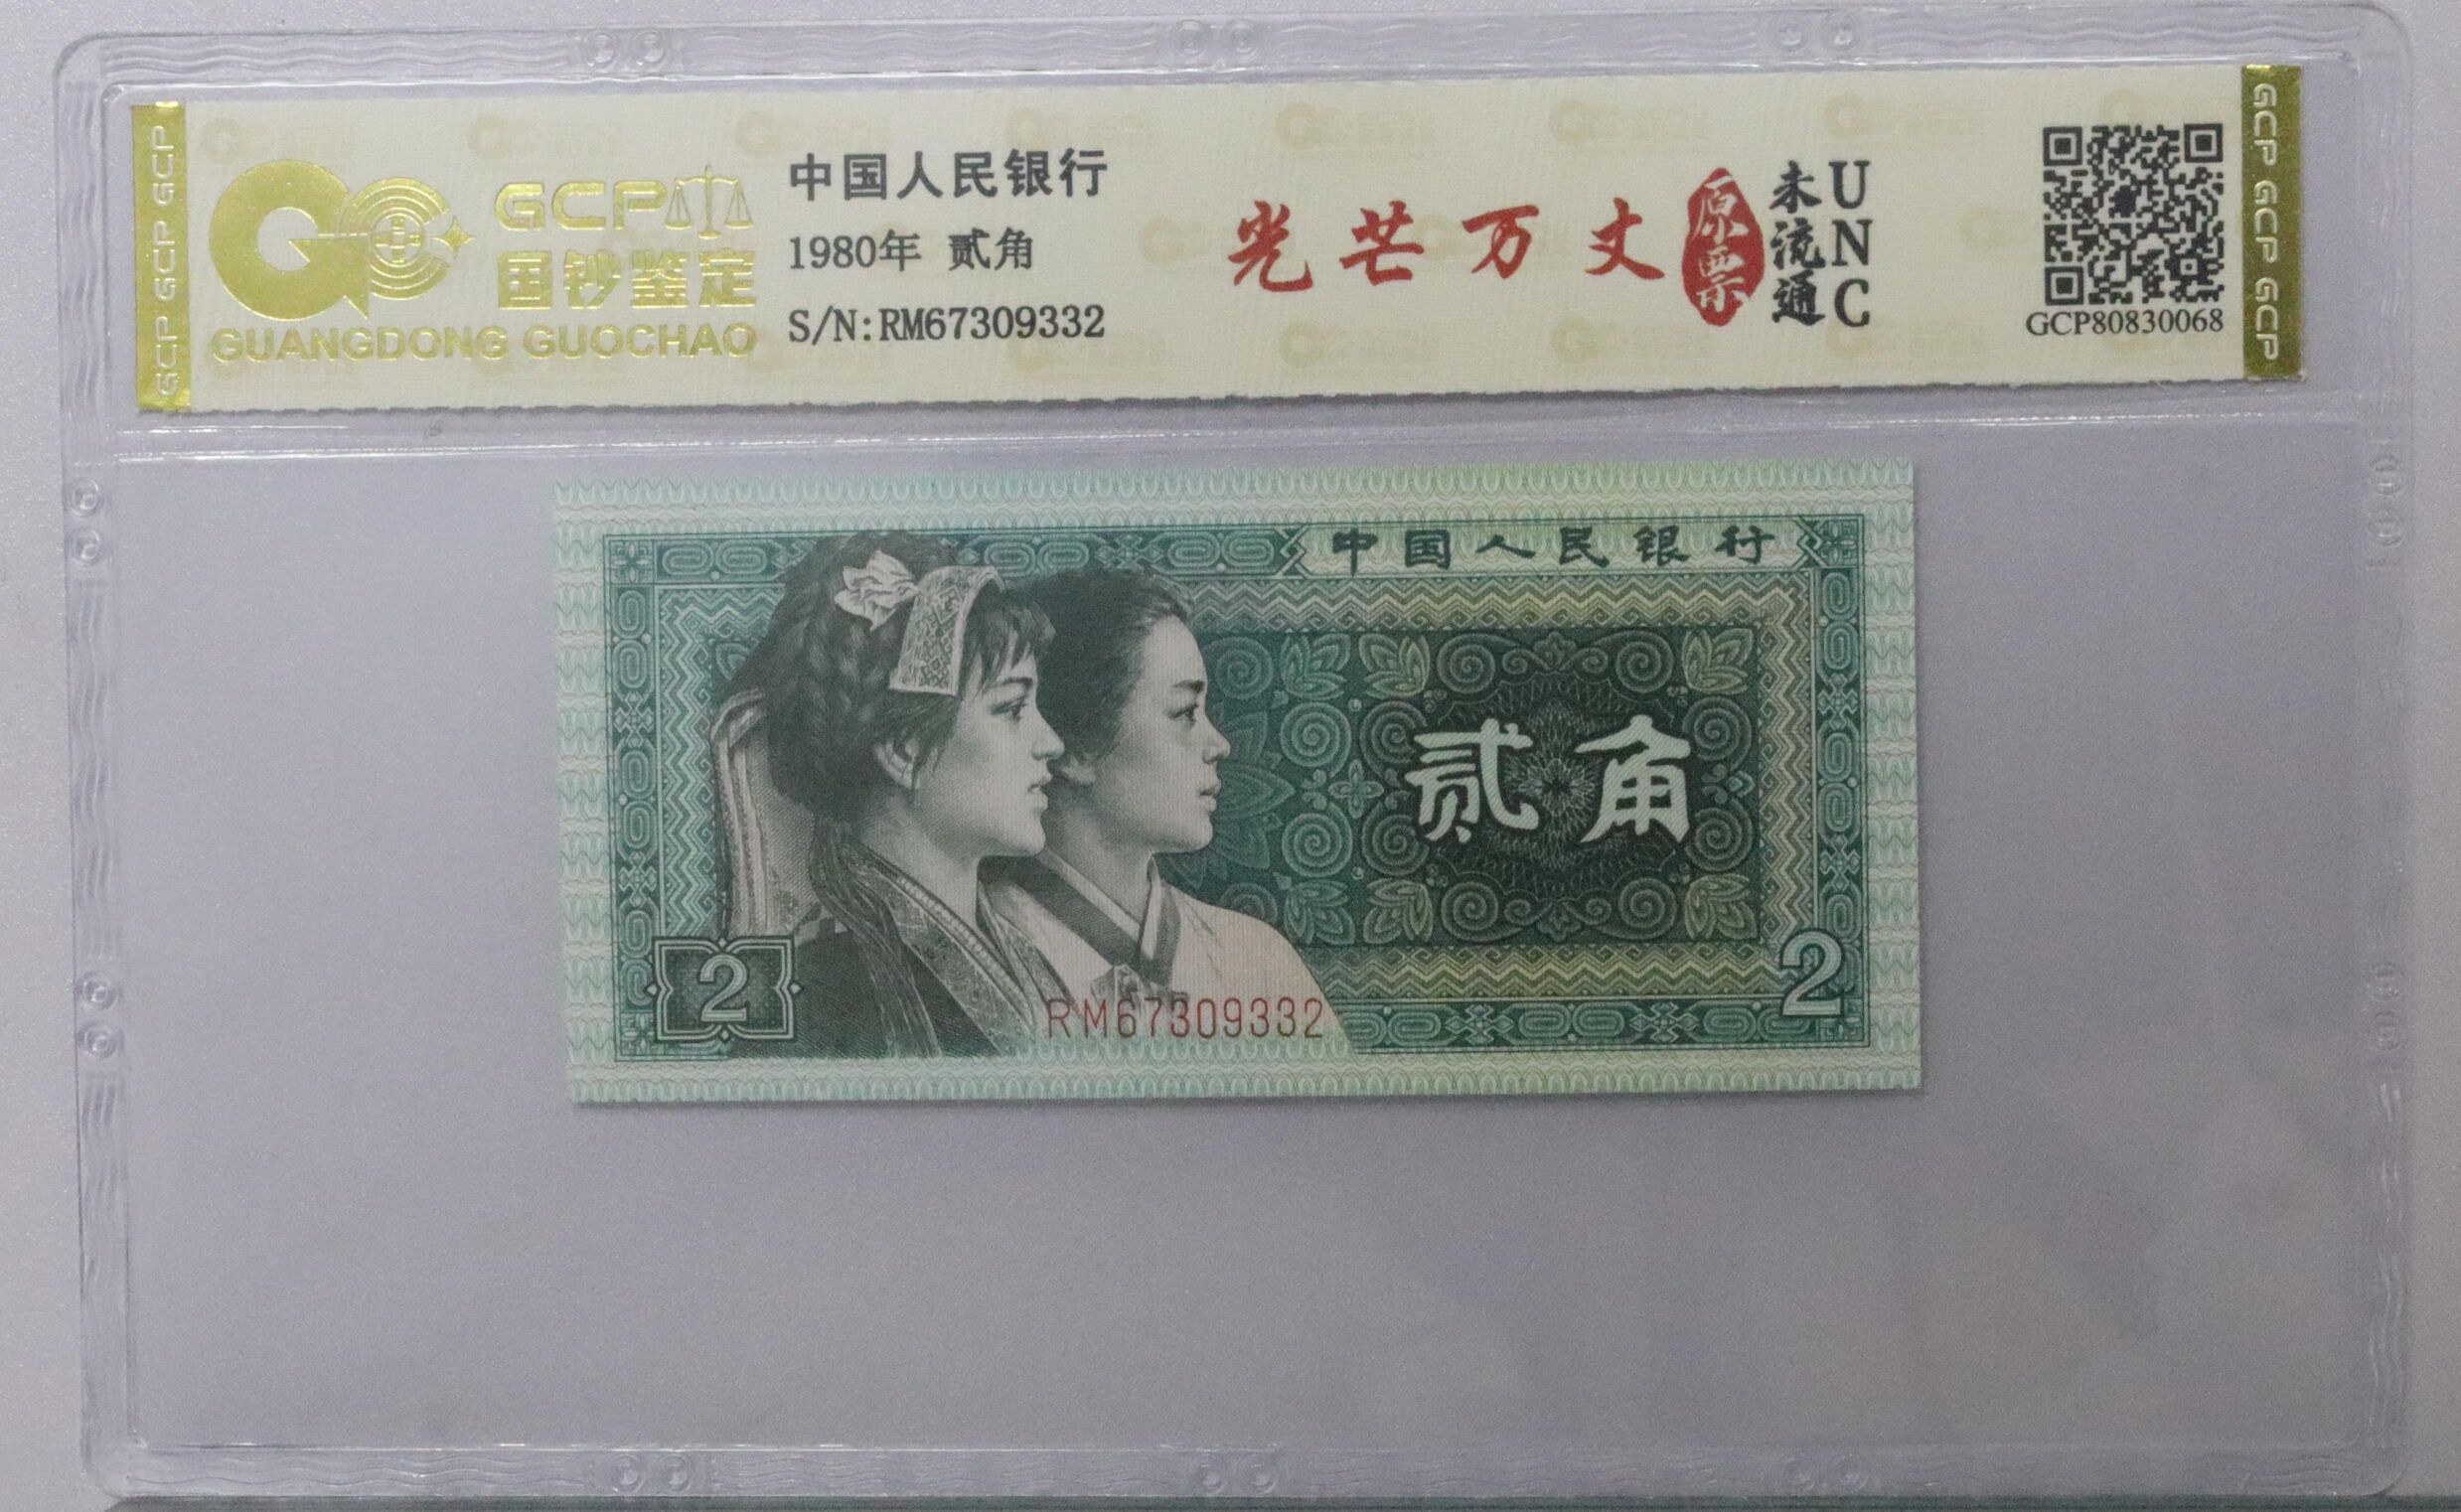 GCP GCP GCP
GCP
国钞鉴定
GUANGDONG GUOCHAO
中国人民银行
1980年 贰角
S/N:RM67309332
光芒万丈
原票
未流通
UNC
GCP80830068
GCP GCP GCP
中国人民银行
贰角
2
2
RM67309332